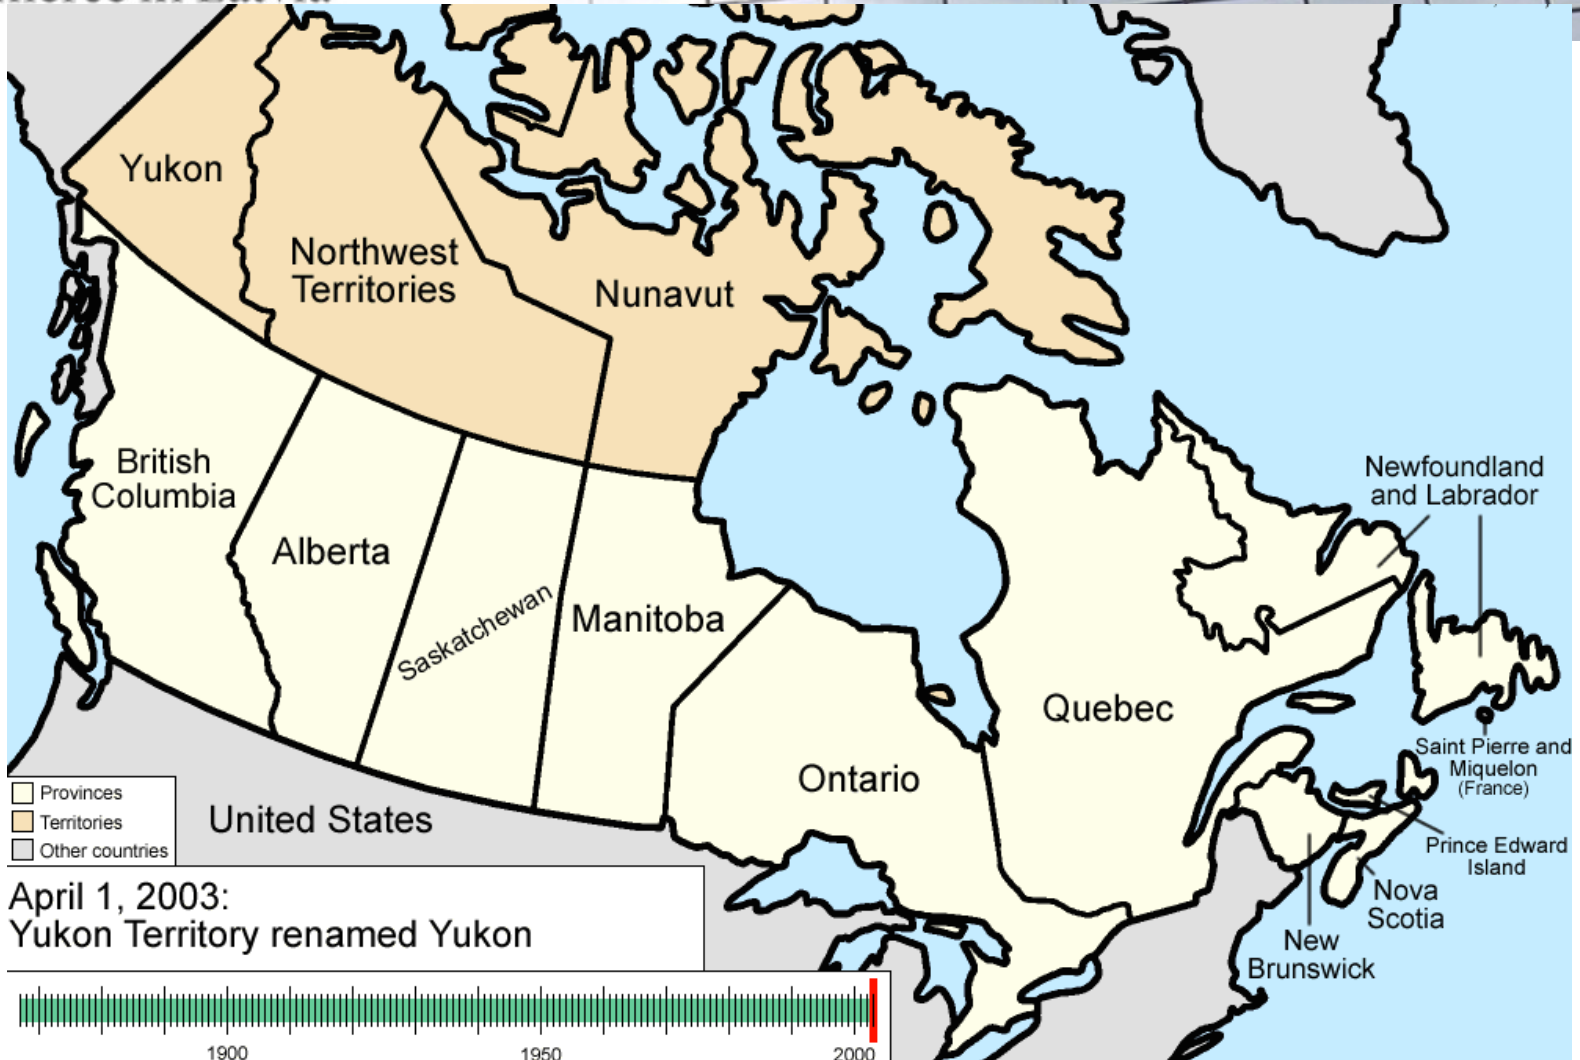 Yukon
Northwest
Territories
Nunavut
British
Columbia
Alberta
Saskatchewan
Manitoba
Ontario
Quebec
Newfoundland
and Labrador
Saint Pierre and
Miquelon
(France)
Prince Edward
Island
Nova
Scotia
New
Brunswick
United States
Provinces
Territories
Other countries
April 1, 2003:
Yukon Territory renamed Yukon
1900
1950
2000